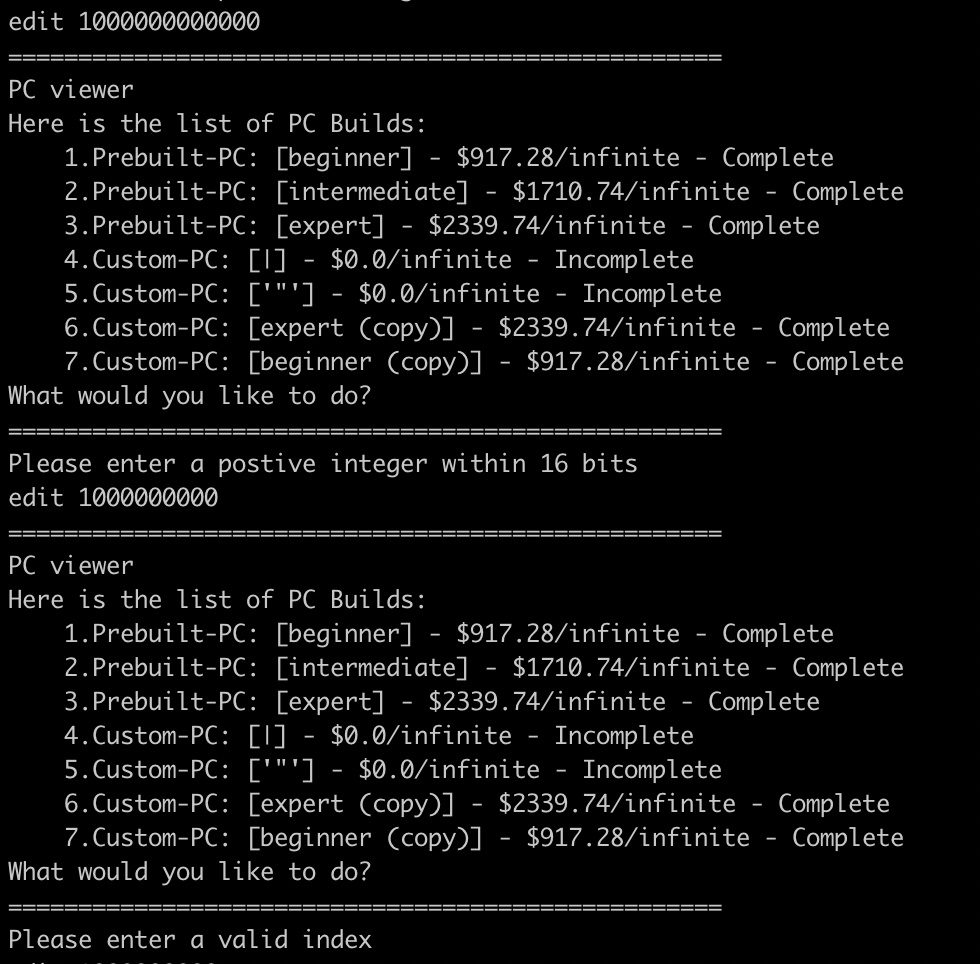 edit 1000000000000
===================================================
PC viewer
Here is the list of PC Builds:
    1.Prebuilt-PC: [beginner] - $917.28/infinite - Complete
    2.Prebuilt-PC: [intermediate] - $1710.74/infinite - Complete
    3.Prebuilt-PC: [expert] - $2339.74/infinite - Complete
    4.Custom-PC: [|] - $0.0/infinite - Incomplete
    5.Custom-PC: ['"'] - $0.0/infinite - Incomplete
    6.Custom-PC: [expert (copy)] - $2339.74/infinite - Complete
    7.Custom-PC: [beginner (copy)] - $917.28/infinite - Complete
What would you like to do?
===================================================
Please enter a postive integer within 16 bits
edit 1000000000
===================================================
PC viewer
Here is the list of PC Builds:
    1.Prebuilt-PC: [beginner] - $917.28/infinite - Complete
    2.Prebuilt-PC: [intermediate] - $1710.74/infinite - Complete
    3.Prebuilt-PC: [expert] - $2339.74/infinite - Complete
    4.Custom-PC: [|] - $0.0/infinite - Incomplete
    5.Custom-PC: ['"'] - $0.0/infinite - Incomplete
    6.Custom-PC: [expert (copy)] - $2339.74/infinite - Complete
    7.Custom-PC: [beginner (copy)] - $917.28/infinite - Complete
What would you like to do?
===================================================
Please enter a valid index